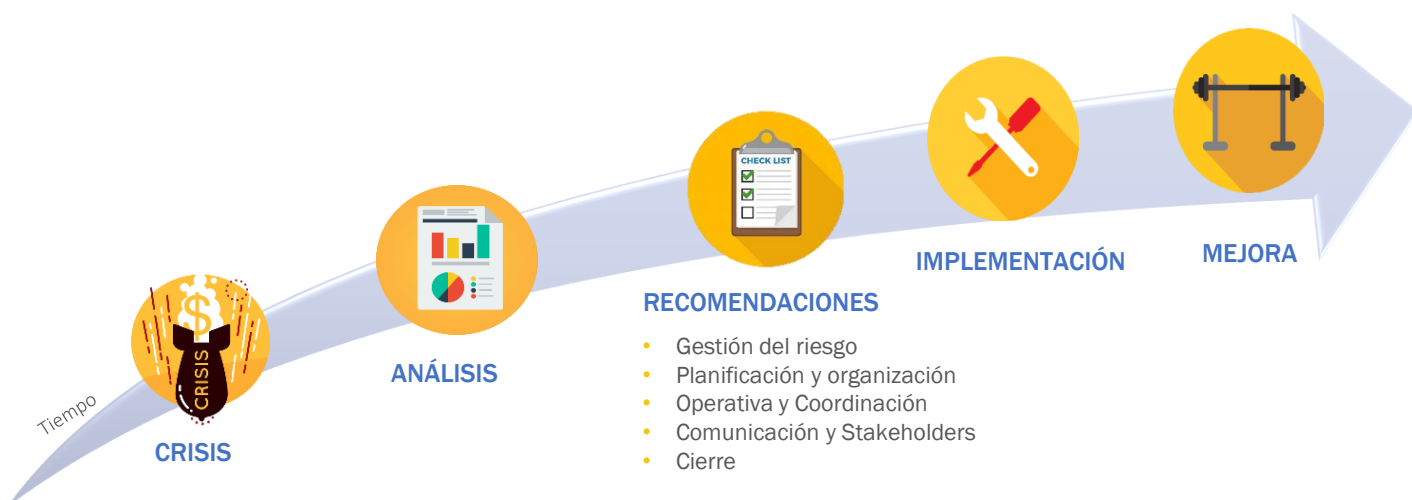 Tiempo
CRISIS
CRISIS
ANÁLISIS
CHECK LIST
RECOMENDACIONES
• Gestión del riesgo
• Planificación y organización
• Operativa y Coordinación
• Comunicación y Stakeholders
• Cierre
IMPLEMENTACIÓN
MEJORA